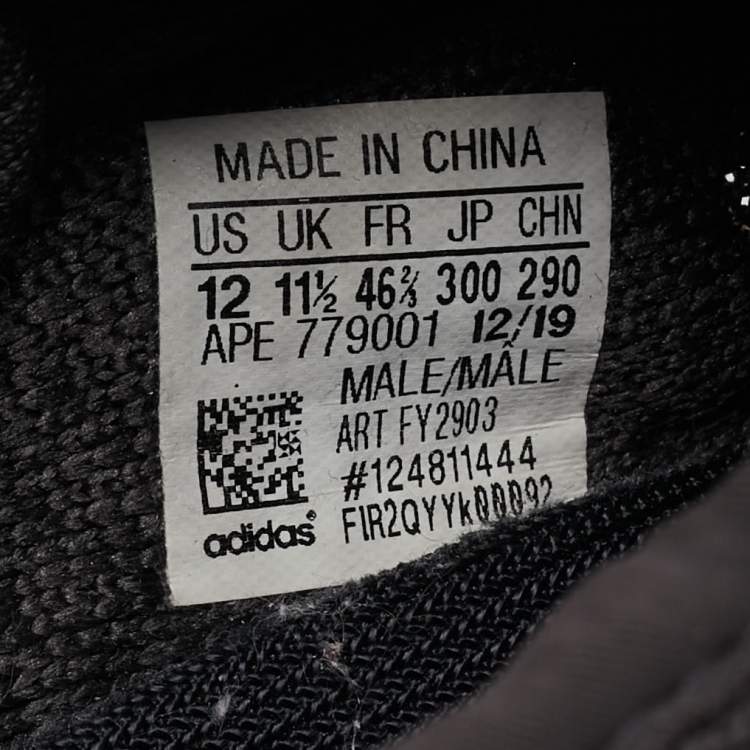 MADE IN CHINA
US UK FR JP CHN
12 11½ 46⅔ 300 290
APE 779001 12/19
MALE/MÂLE
ART FY2903
#124811444
adidas®